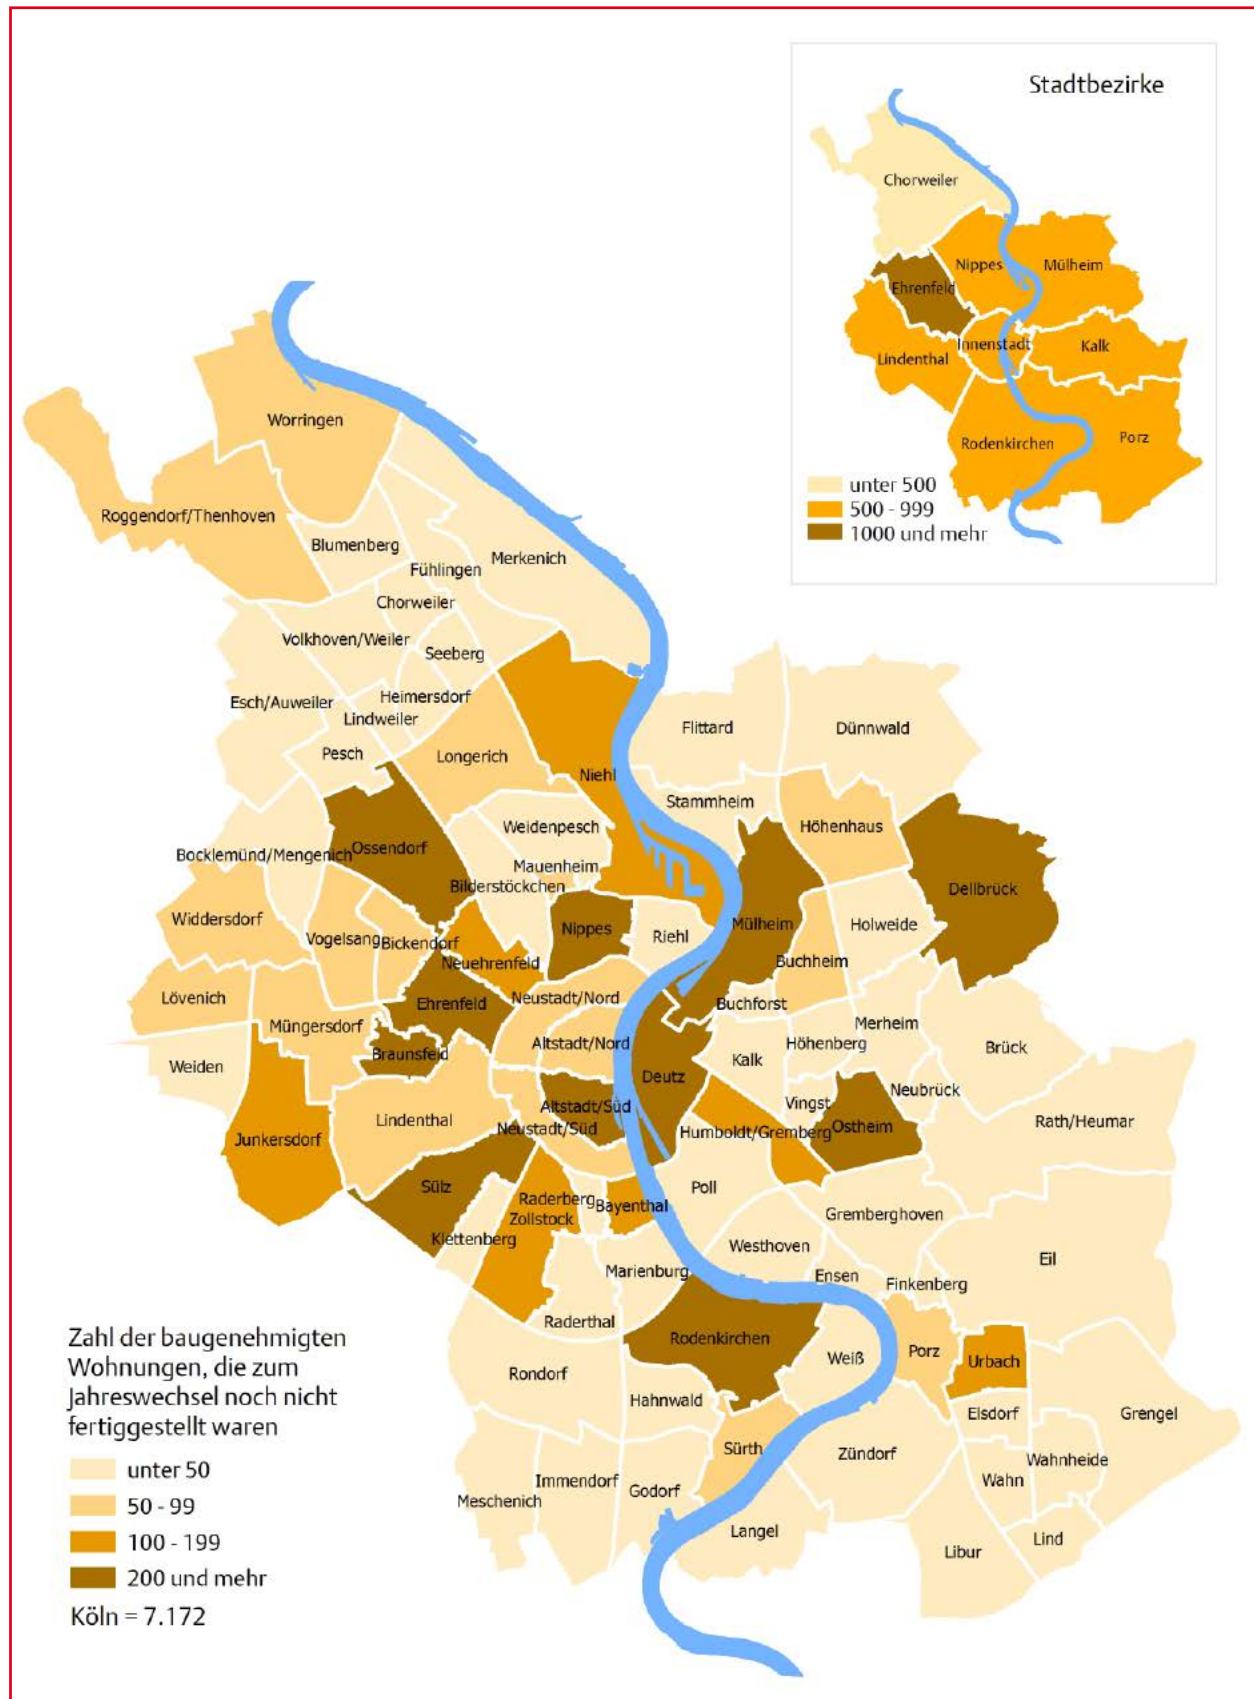 Stadtbezirke
Chorweiler
Nippes
Mülheim
Ehrenfeld
Innenstadt
Kalk
Lindenthal
Rodenkirchen
Porz
unter 500
500 - 999
1000 und mehr
Worringen
Roggendorf/Thenhoven
Blumenberg
Merkenich
Fühlingen
Chorweiler
Volkhoven/Weiler
Seeberg
Heimersdorf
Esch/Auweiler
Lindweiler
Pesch
Longerich
Flittard
Dünnwald
Niehl
Stammheim
Weidenpesch
Höhenhaus
Ossendorf
Bocklemünd/Mengenich
Mauenheim
Bilderstöckchen
Dellbrück
Widdersdorf
Nippes
Mülheim
Holweide
Riehl
Vogelsang
Bickendorf
Neuehrenfeld
Buchheim
Lövenich
Ehrenfeld
Neustadt/Nord
Buchforst
Müngersdorf
Merheim
Altstadt/Nord
Höhenberg
Brück
Braunsfeld
Kalk
Weiden
Deutz
Neubrück
Vingst
Altstadt/Süd
Lindenthal
Neustadt/Süd
Rath/Heumar
Ostheim
Humboldt/Gremberg
Junkersdorf
Sülz
Poll
Raderberg
Bayenthal
Zollstock
Gremberghoven
Klettenberg
Westhoven
Eil
Marienburg
Ensen
Finkenberg
Raderthal
Rodenkirchen
Porz
Weiß
Urbach
Rondorf
Hahnwald
Elsdorf
Grengel
Sürth
Zündorf
Wahnheide
Immendorf
Wahn
Godorf
Meschenich
Langel
Lind
Libur
Zahl der baugenehmigten
Wohnungen, die zum
Jahreswechsel noch nicht
fertiggestellt waren
unter 50
50 - 99
100 - 199
200 und mehr
Köln = 7.172